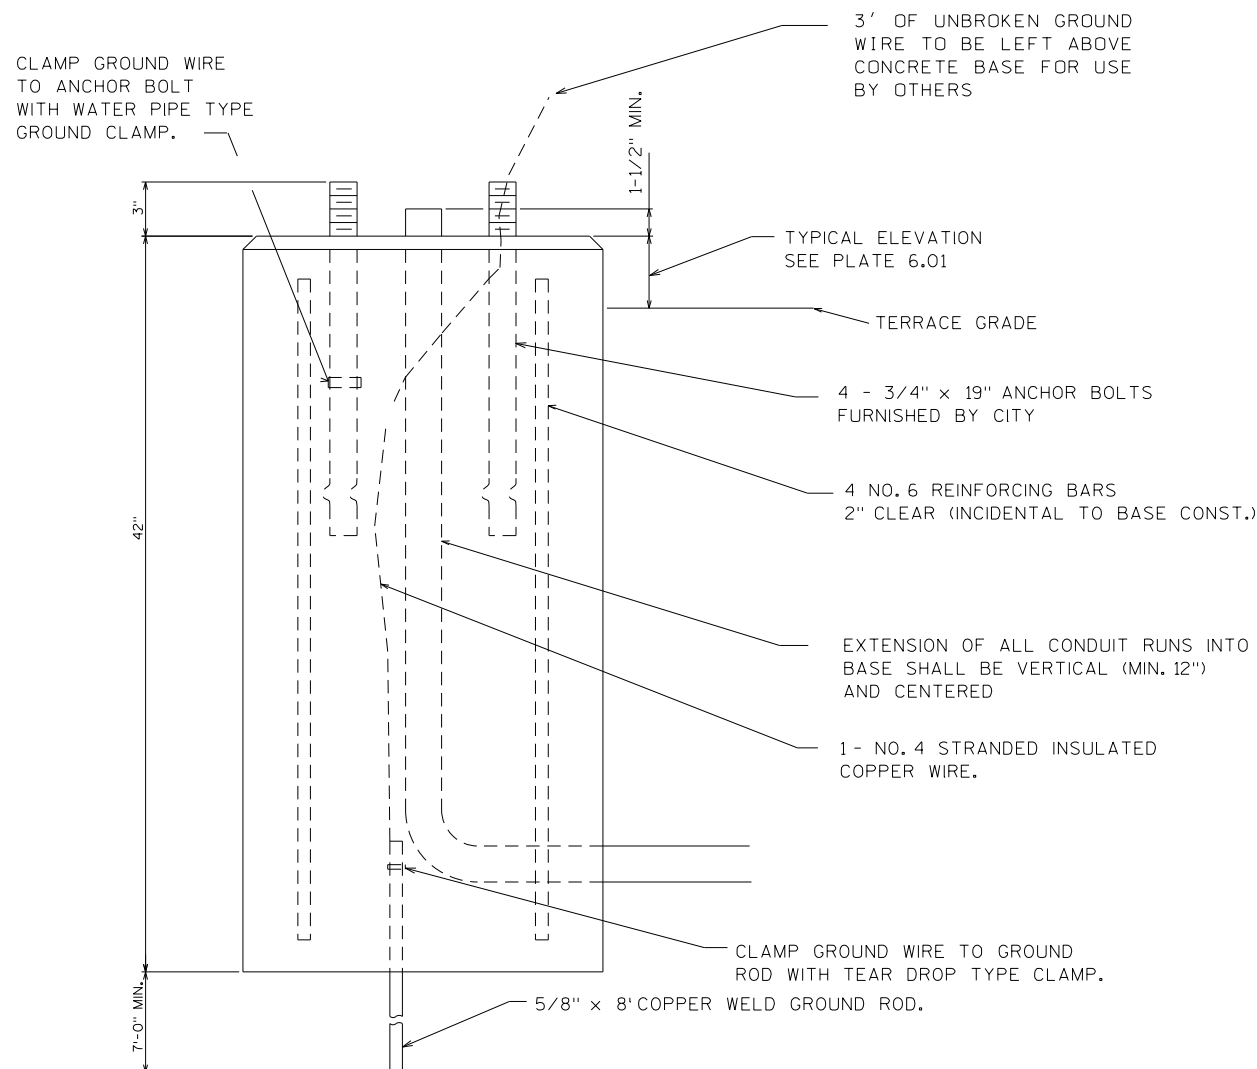 3' OF UNBROKEN GROUND
WIRE TO BE LEFT ABOVE
CONCRETE BASE FOR USE
BY OTHERS
CLAMP GROUND WIRE
TO ANCHOR BOLT
WITH WATER PIPE TYPE
GROUND CLAMP.
1-1/2" MIN.
3"
TYPICAL ELEVATION
SEE PLATE 6.01
TERRACE GRADE
4 - 3/4" x 19" ANCHOR BOLTS
FURNISHED BY CITY
4 NO. 6 REINFORCING BARS
2" CLEAR (INCIDENTAL TO BASE CONST.)
42"
EXTENSION OF ALL CONDUIT RUNS INTO
BASE SHALL BE VERTICAL (MIN. 12")
AND CENTERED
1 - NO. 4 STRANDED INSULATED
COPPER WIRE.
CLAMP GROUND WIRE TO GROUND
ROD WITH TEAR DROP TYPE CLAMP.
5/8" x 8' COPPER WELD GROUND ROD.
7'-0" MIN.